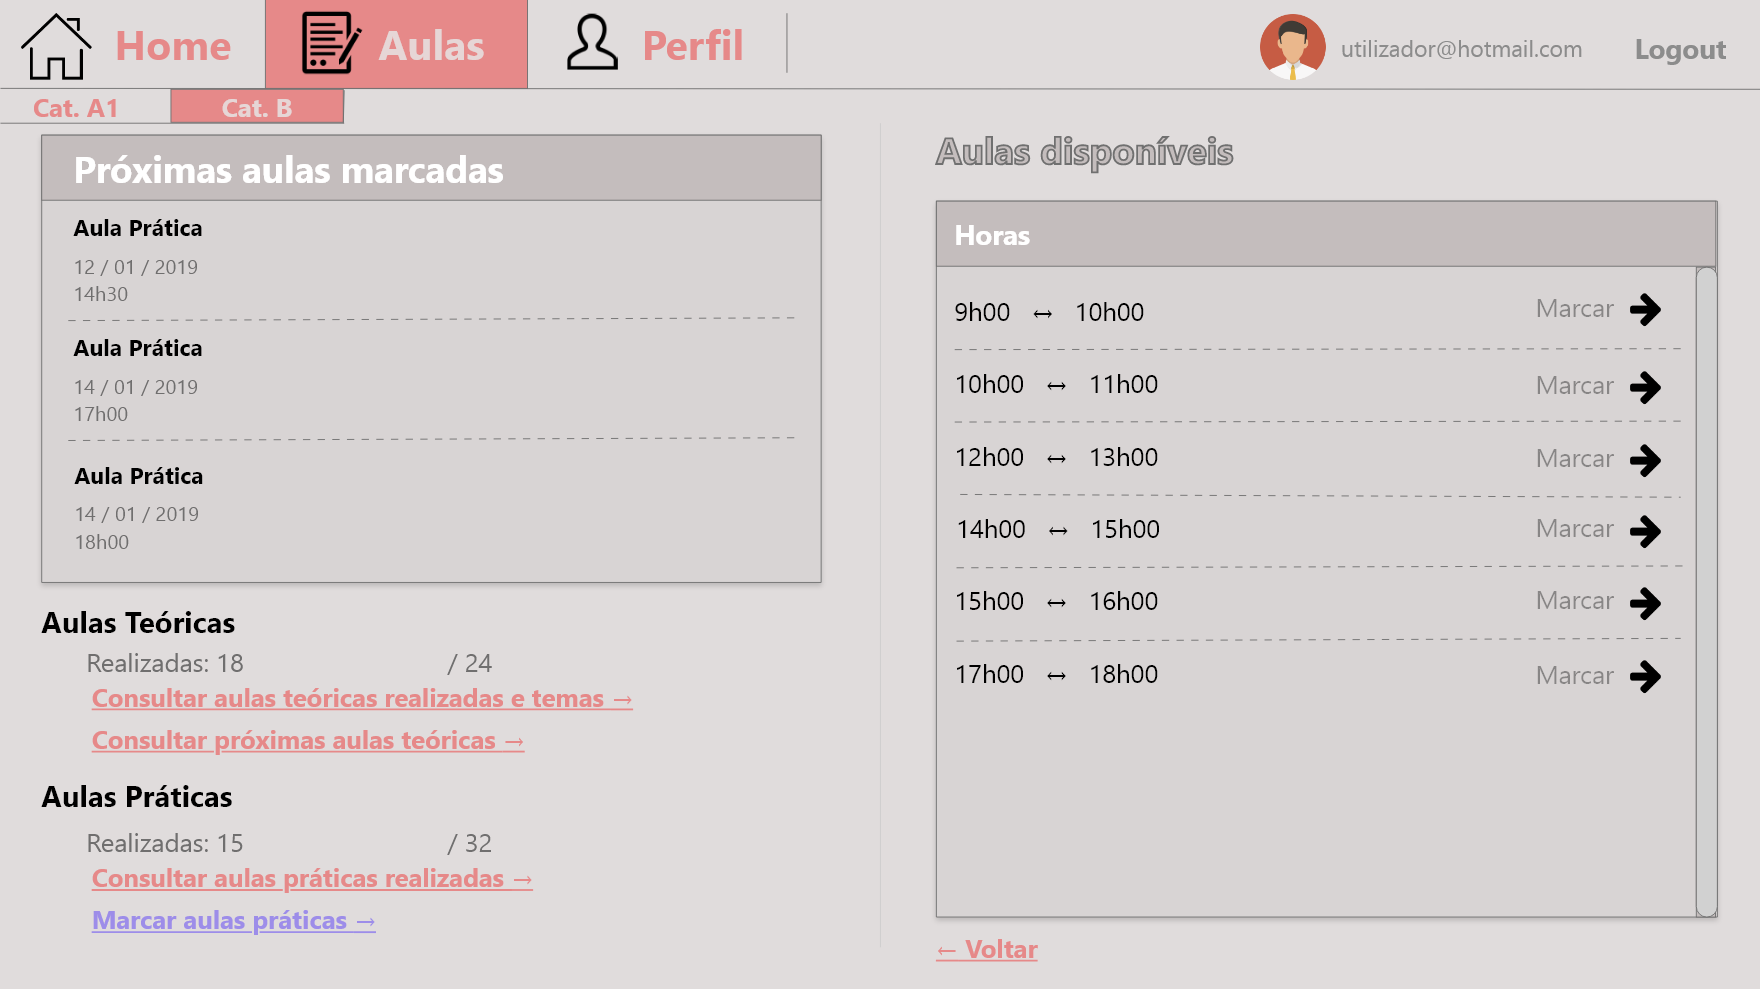 Home
Aulas
Perfil
utilizador@hotmail.com
Logout
Cat. A1
Cat. B
Próximas aulas marcadas
Aula Prática
12 / 01 / 2019
14h30
Aula Prática
14 / 01 / 2019
17h00
Aula Prática
14 / 01 / 2019
18h00
Aulas Teóricas
Realizadas: 18 / 24
Consultar aulas teóricas realizadas e temas →
Consultar próximas aulas teóricas →
Aulas Práticas
Realizadas: 15 / 32
Consultar aulas práticas realizadas →
Marcar aulas práticas →
Aulas disponíveis
Horas
9h00 ↔ 10h00 Marcar
10h00 ↔ 11h00 Marcar
12h00 ↔ 13h00 Marcar
14h00 ↔ 15h00 Marcar
15h00 ↔ 16h00 Marcar
17h00 ↔ 18h00 Marcar
← Voltar